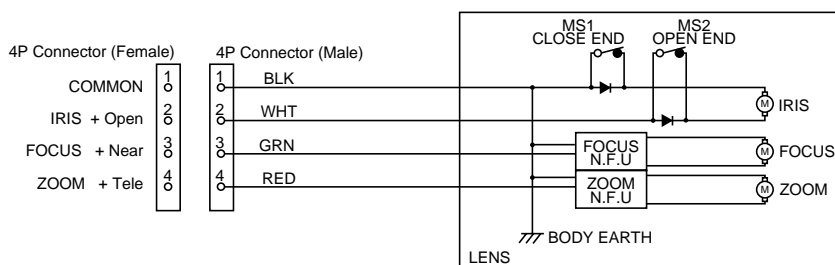 MS1
CLOSE END
MS2
OPEN END
4P Connector (Female)
4P Connector (Male)
COMMON 1 1 BLK
M IRIS
IRIS + Open 2 2 WHT
FOCUS + Near 3 3 GRN
FOCUS
N.F.U
M FOCUS
ZOOM + Tele 4 4 RED
ZOOM
N.F.U
M ZOOM
BODY EARTH
LENS